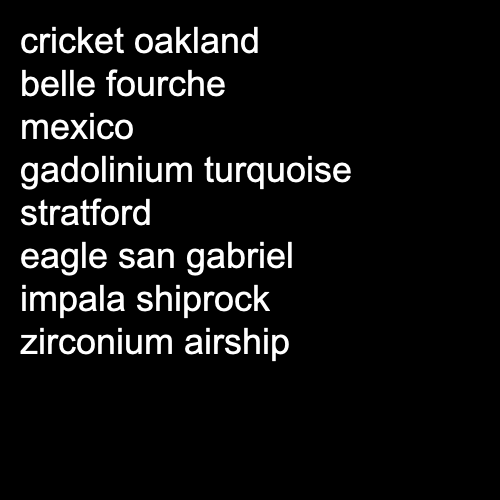 cricket oakland
belle fourche
mexico
gadolinium turquoise
stratford
eagle san gabriel
impala shiprock
zirconium airship